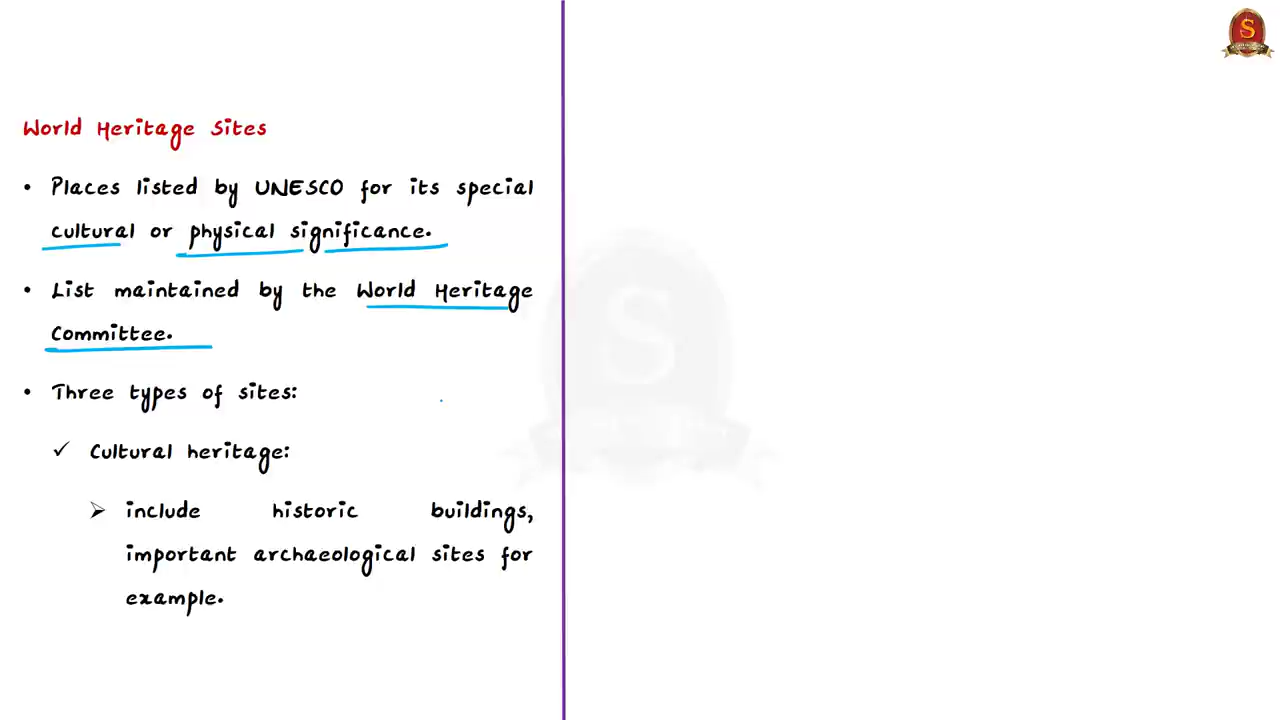 World Heritage Sites
• Places listed by UNESCO for its special
cultural or physical significance.
• List maintained by the World Heritage
Committee.
• Three types of sites:
✓ Cultural heritage:
➢ include historic buildings,
important archaeological sites for
example.
S
S